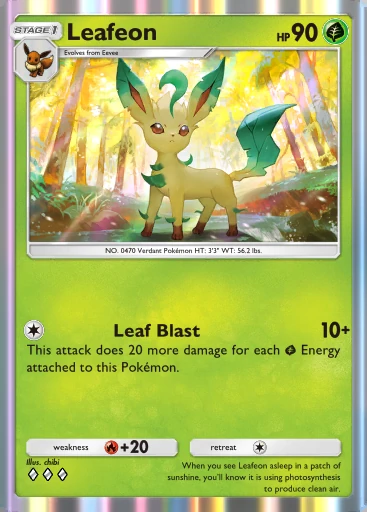 STAGE 1
Leafeon
HP 90
Evolves from Eevee
NO. 0470 Verdant Pokémon HT: 3'3" WT: 56.2 lbs.
Leaf Blast 10+
This attack does 20 more damage for each Energy
attached to this Pokémon.
weakness +20 retreat
Illus. chibi
When you see Leafeon asleep in a patch of
sunshine, you'll know it is using photosynthesis
to produce clean air.